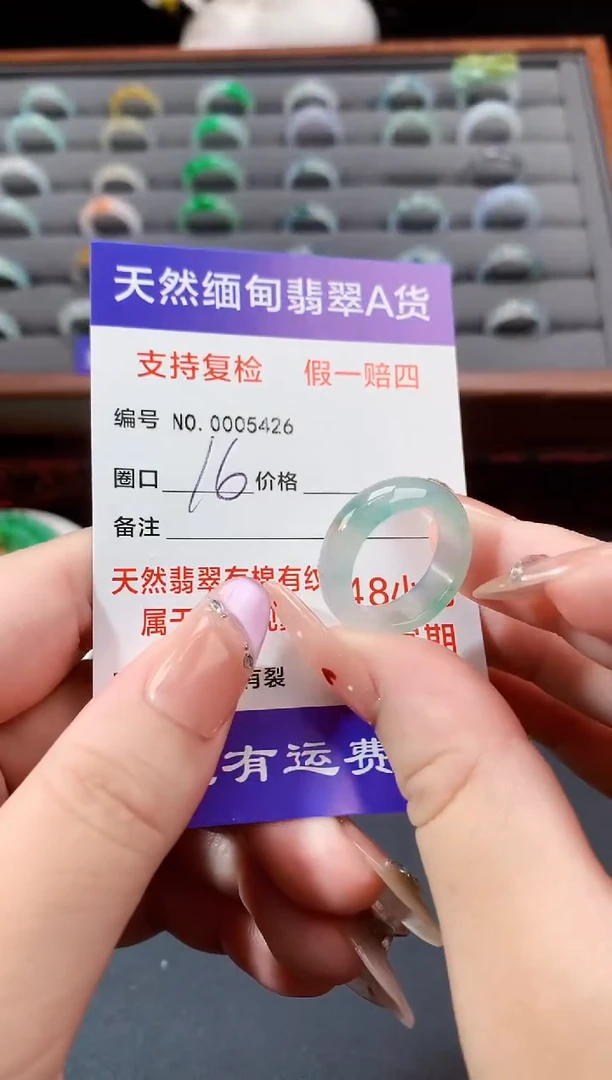 天然缅甸翡翠A货
支持复检 假一赔四
编号 NO.0005426
圈口 16 价格
备注
天然翡翠有棉有纹 48小
属于
有裂
有运费